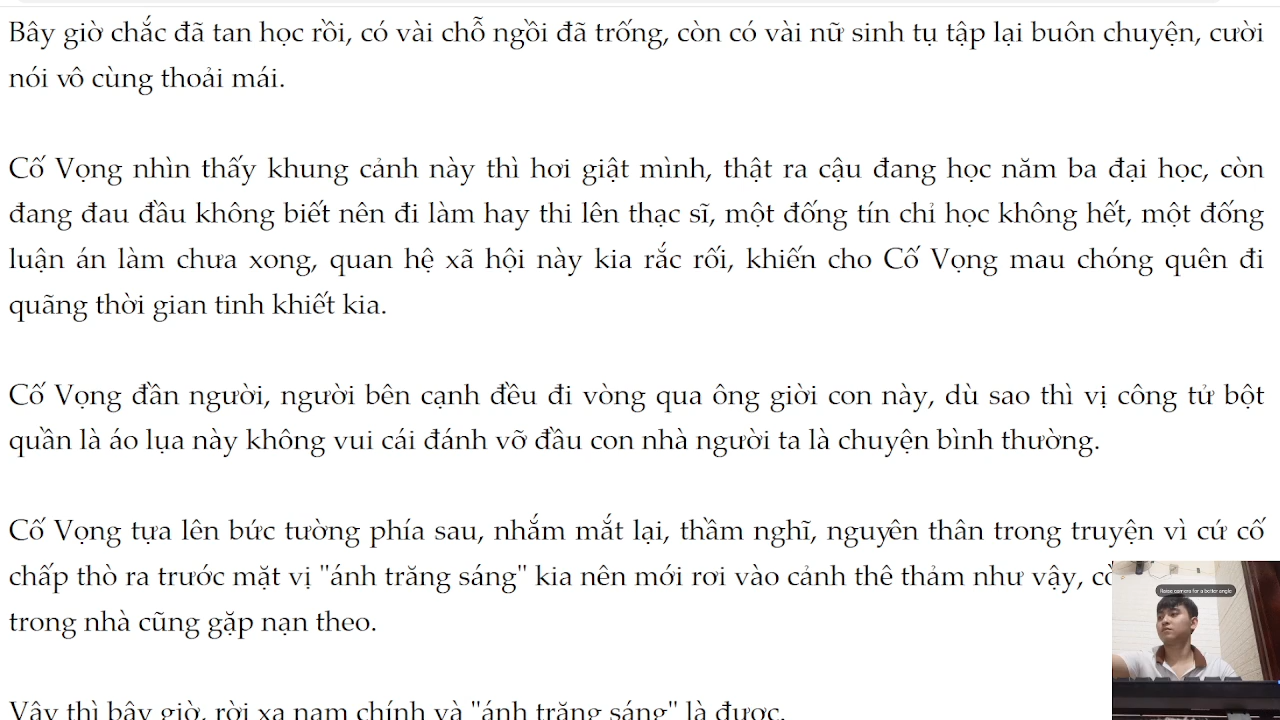 Bây giờ chắc đã tan học rồi, có vài chỗ ngồi đã trống, còn có vài nữ sinh tụ tập lại buôn chuyện, cười
nói vô cùng thoải mái.
Cố Vọng nhìn thấy khung cảnh này thì hơi giật mình, thật ra cậu đang học năm ba đại học, còn
đang đau đầu không biết nên đi làm hay thi lên thạc sĩ, một đống tín chỉ học không hết, một đống
luận án làm chưa xong, quan hệ xã hội này kia rắc rối, khiến cho Cố Vọng mau chóng quên đi
quãng thời gian tinh khiết kia.
Cố Vọng đần người, người bên cạnh đều đi vòng qua ông giời con này, dù sao thì vị công tử bột
quần là áo lụa này không vui cái đánh vỡ đầu con nhà người ta là chuyện bình thường.
Cố Vọng tựa lên bức tường phía sau, nhắm mắt lại, thầm nghĩ, nguyên thân trong truyện vì cứ cố
chấp thò ra trước mặt vị "ánh trăng sáng" kia nên mới rơi vào cảnh thê thảm như vậy,
trong nhà cũng gặp nạn theo.
Raise camera for a better angle
Vậy thì bây giờ, rời xa nam chính và "ánh trăng sáng" là được.